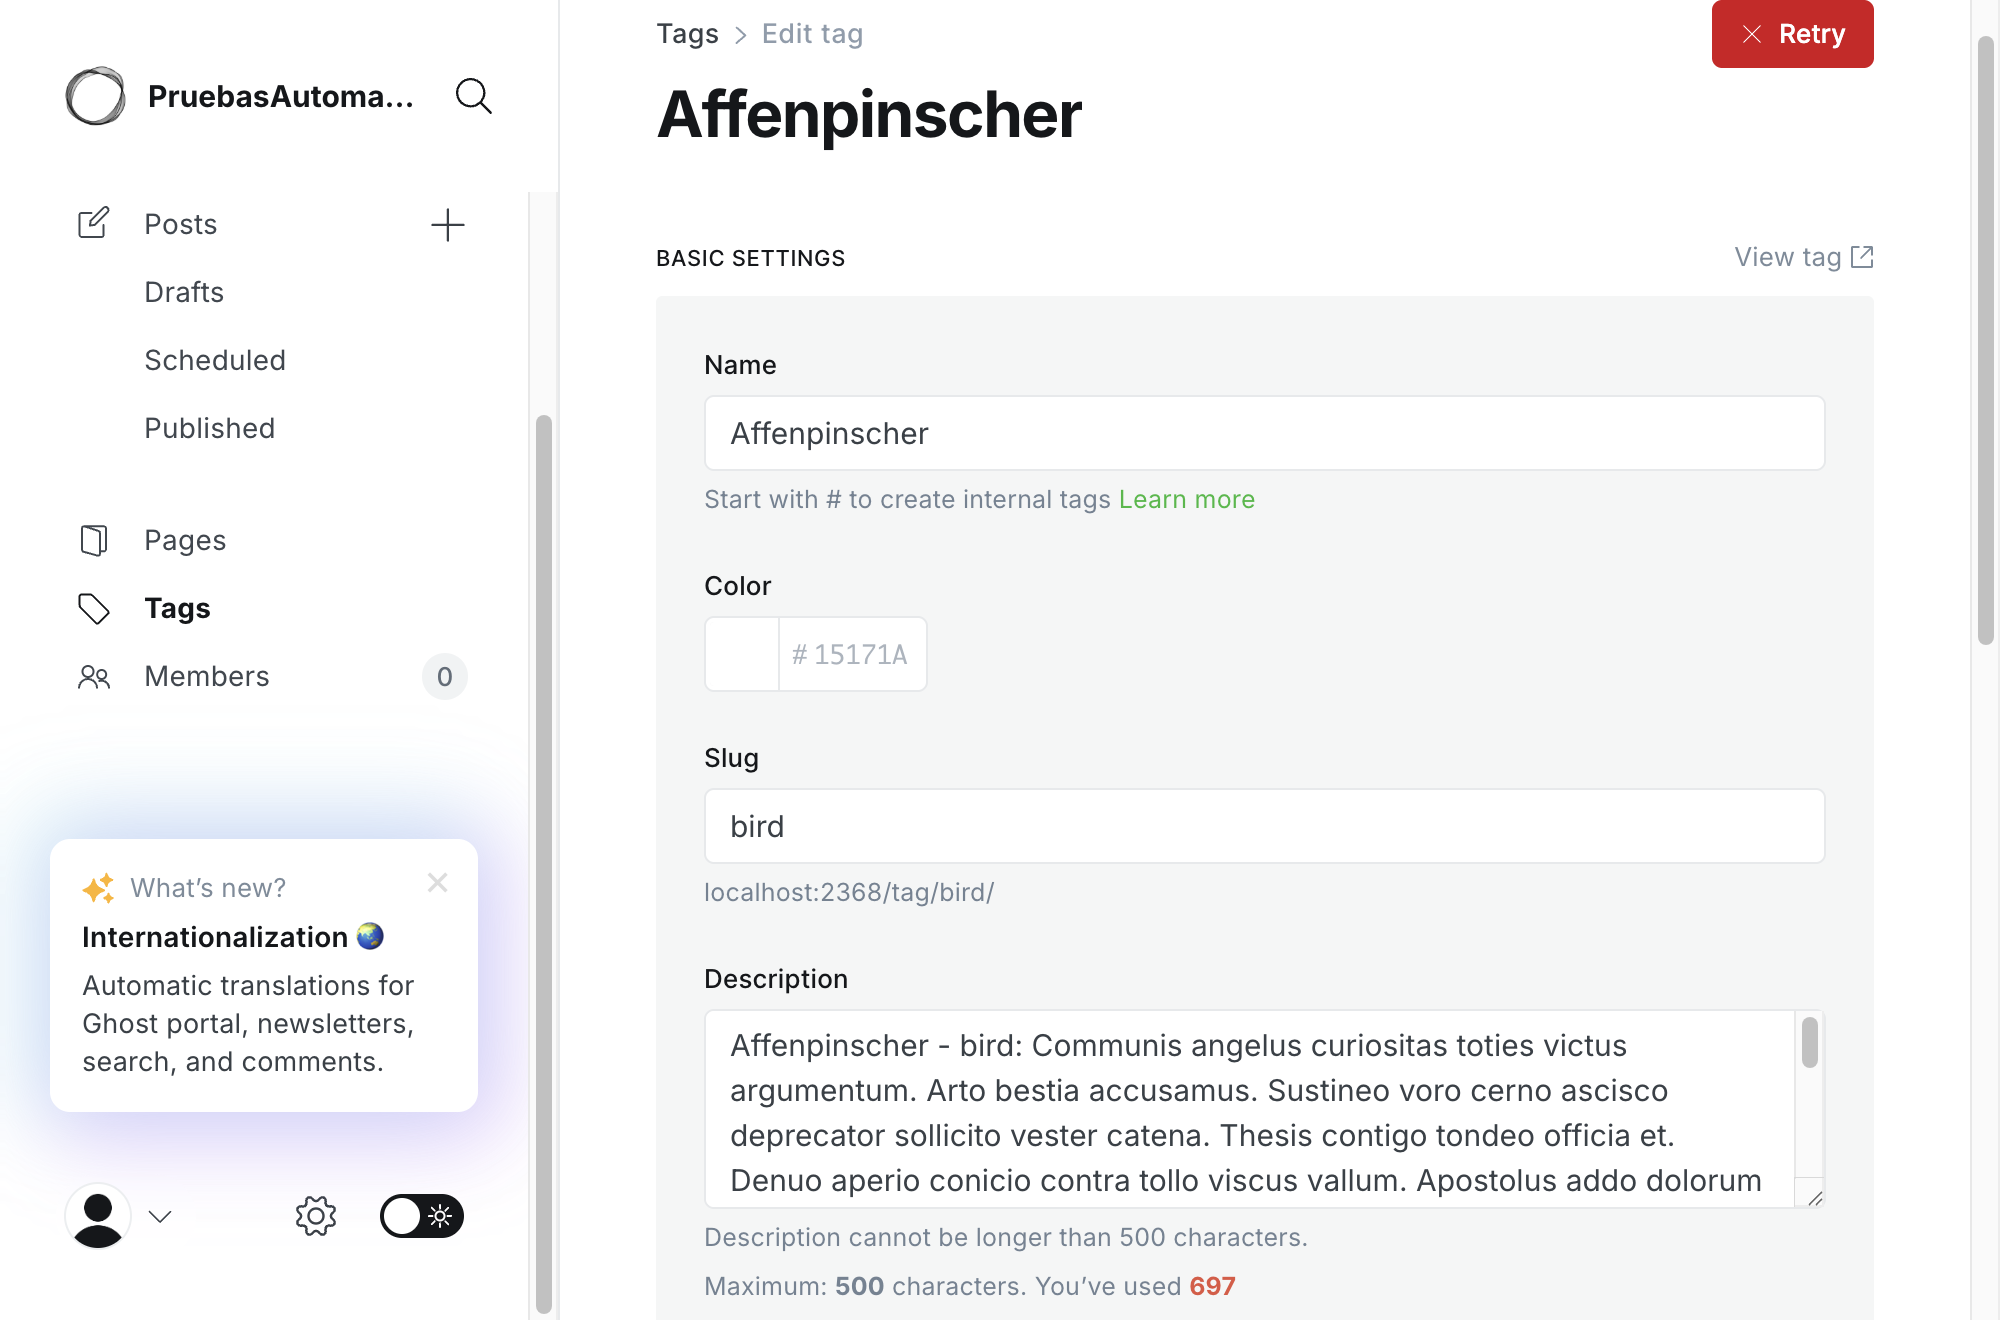 PruebasAutoma...
Posts
Drafts
Scheduled
Published
Pages
Tags
Members
0
What’s new?
Internationalization
Automatic translations for
Ghost portal, newsletters,
search, and comments.
Tags > Edit tag
Retry
Affenpinscher
BASIC SETTINGS
View tag
Name
Affenpinscher
Start with # to create internal tags Learn more
Color
# 15171A
Slug
bird
localhost:2368/tag/bird/
Description
Affenpinscher - bird: Communis angelus curiositas toties victus
argumentum. Arto bestia accusamus. Sustineo voro cerno ascisco
deprecator sollicito vester catena. Thesis contigo tondeo officia et.
Denuo aperio conicio contra tollo viscus vallum. Apostolus addo dolorum
Description cannot be longer than 500 characters.
Maximum: 500 characters. You’ve used 697